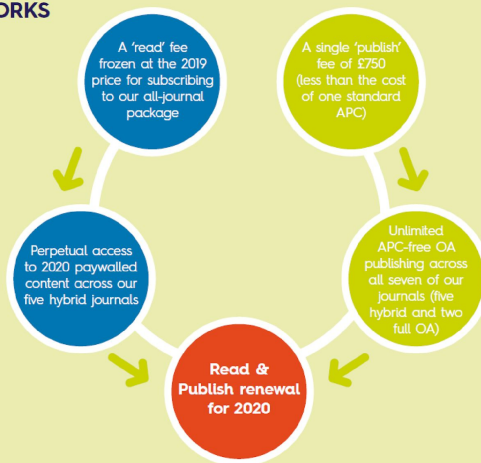 ORKS
A ‘read’ fee
frozen at the 2019
price for subscribing
to our all-journal
package
A single ‘publish’
fee of £750
(less than the cost
of one standard
APC)
Perpetual access
to 2020 paywalled
content across our
five hybrid journals
Unlimited
APC-free OA
publishing across
all seven of our
journals (five
hybrid and two
full OA)
Read &
Publish renewal
for 2020